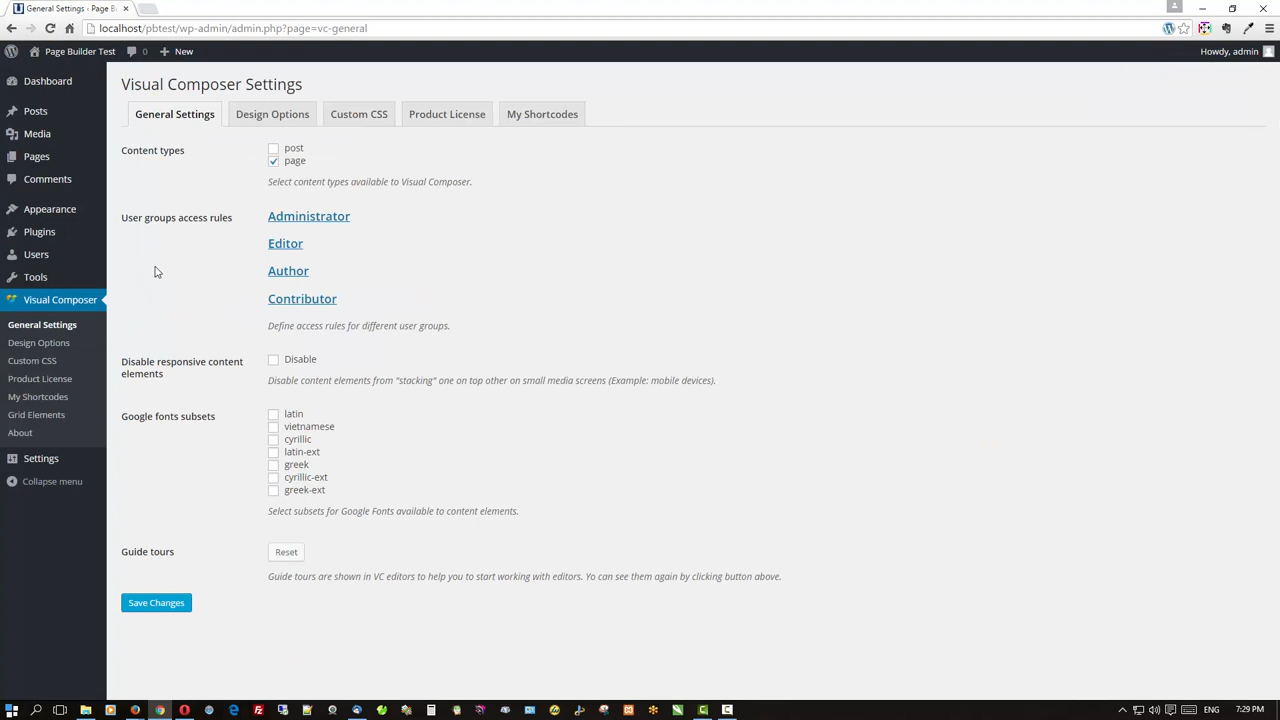 General Settings ‹ Page B
localhost/pbtest/wp-admin/admin.php?page=vc-general
Page Builder Test
0
New
Howdy, admin
Dashboard
Posts
Media
Pages
Comments
Appearance
Plugins
Users
Tools
Visual Composer
General Settings
Design Options
Custom CSS
Product License
My Shortcodes
Grid Elements
About
Settings
Collapse menu
Visual Composer Settings
General Settings
Design Options
Custom CSS
Product License
My Shortcodes
Content types
post
page
Select content types available to Visual Composer.
User groups access rules
Administrator
Editor
Author
Contributor
Define access rules for different user groups.
Disable responsive content
elements
Disable
Disable content elements from "stacking" one on top other on small media screens (Example: mobile devices).
Google fonts subsets
latin
vietnamese
cyrillic
latin-ext
greek
cyrillic-ext
greek-ext
Select subsets for Google Fonts available to content elements.
Guide tours
Reset
Guide tours are shown in VC editors to help you to start working with editors. Yo can see them again by clicking button above.
Save Changes
ENG
7:29 PM